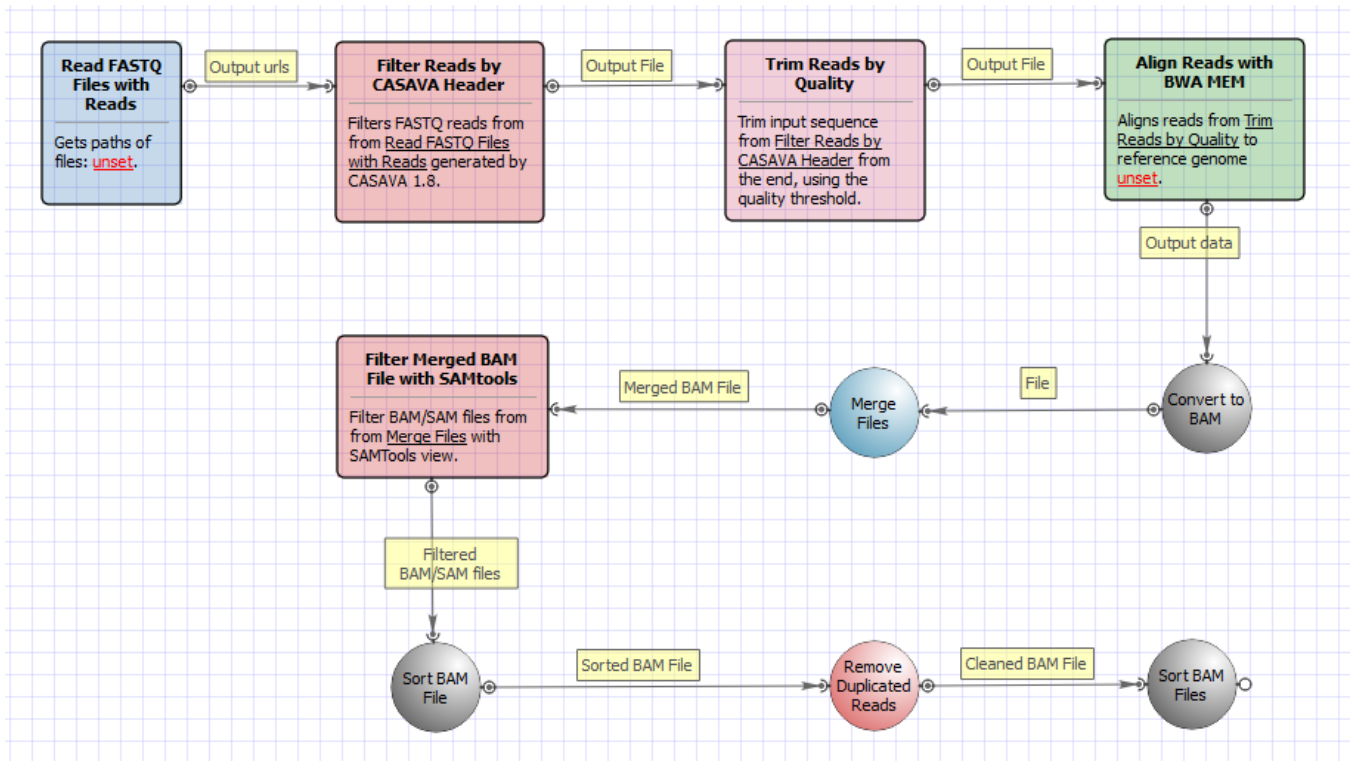 Read FASTQ
Files with
Reads
Gets paths of
files: unset.
Output urls
Filter Reads by
CASAVA Header
Filters FASTQ reads from
from Read FASTQ Files
with Reads generated by
CASAVA 1.8.
Output File
Trim Reads by
Quality
Trim input sequence
from Filter Reads by
CASAVA Header from
the end, using the
quality threshold.
Output File
Align Reads with
BWA MEM
Aligns reads from Trim
Reads by Quality to
reference genome
unset.
Output data
Convert to
BAM
File
Merge
Files
Merged BAM File
Filter Merged BAM
File with SAMtools
Filter BAM/SAM files from
from Merge Files with
SAMTools view.
Filtered
BAM/SAM files
Sort BAM
File
Sorted BAM File
Remove
Duplicated
Reads
Cleaned BAM File
Sort BAM
Files